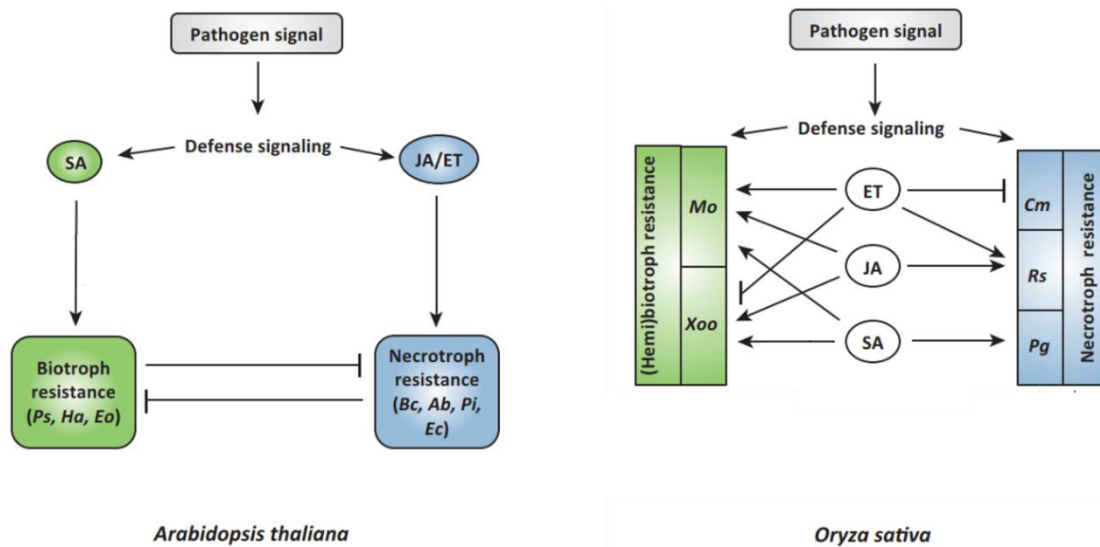 Pathogen signal
Defense signaling
SA
JA/ET
Biotroph
resistance
(Ps, Ha, Eo)
Necrotroph
resistance
(Bc, Ab, Pi,
Ec)
Arabidopsis thaliana
Pathogen signal
Defense signaling
(Hemi)biotroph resistance
Mo
Xoo
ET
JA
SA
Cm
Rs
Pg
Necrotroph resistance
Oryza sativa